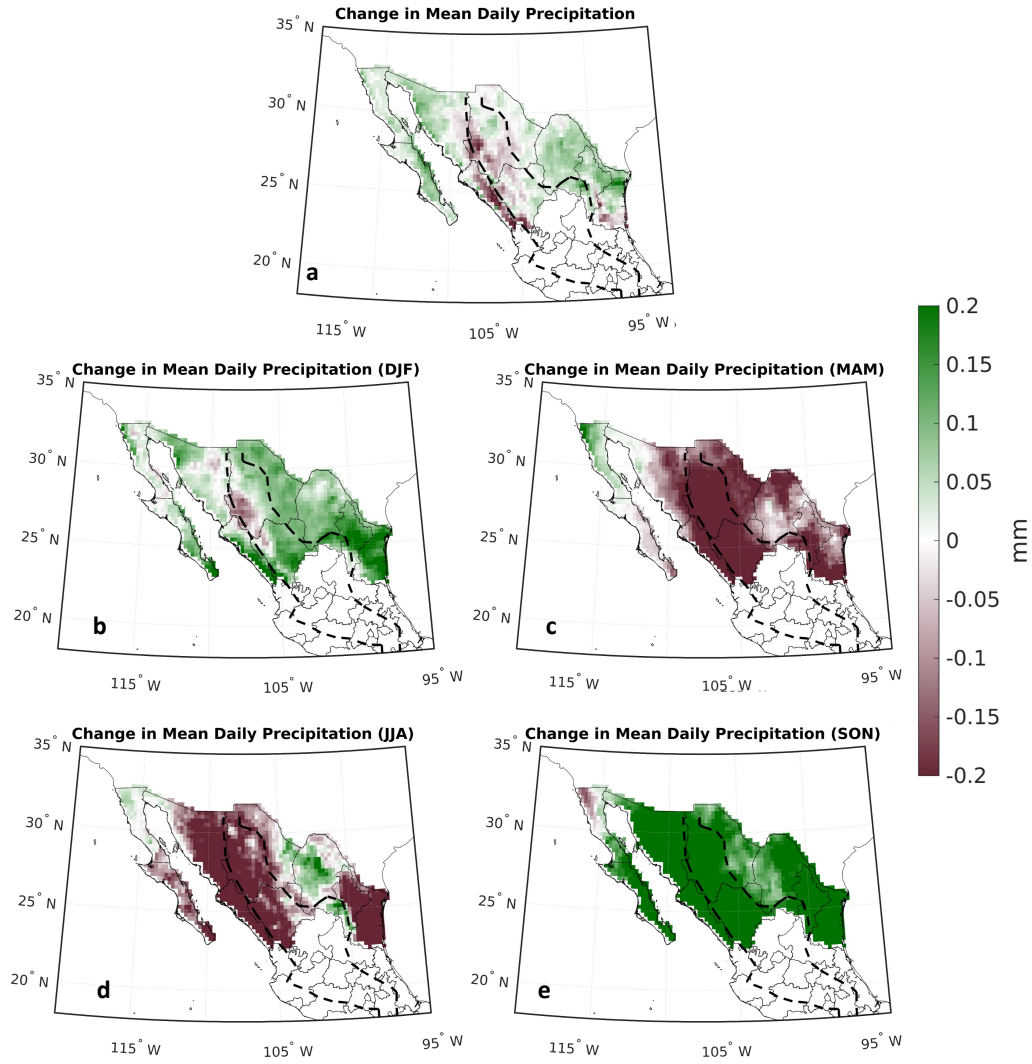 Change in Mean Daily Precipitation
35° N
30° N
25° N
20° N
a
115° W
105° W
95° W
Change in Mean Daily Precipitation (DJF)
35° N
30° N
25° N
20° N
b
115° W
105° W
95° W
Change in Mean Daily Precipitation (MAM)
35° N
30° N
25° N
20° N
c
115° W
105° W
95° W
0.2
0.15
0.1
0.05
0
-0.05
-0.1
-0.15
-0.2
mm
Change in Mean Daily Precipitation (JJA)
35° N
30° N
25° N
20° N
d
115° W
105° W
95° W
Change in Mean Daily Precipitation (SON)
35° N
30° N
25° N
20° N
e
115° W
105° W
95° W